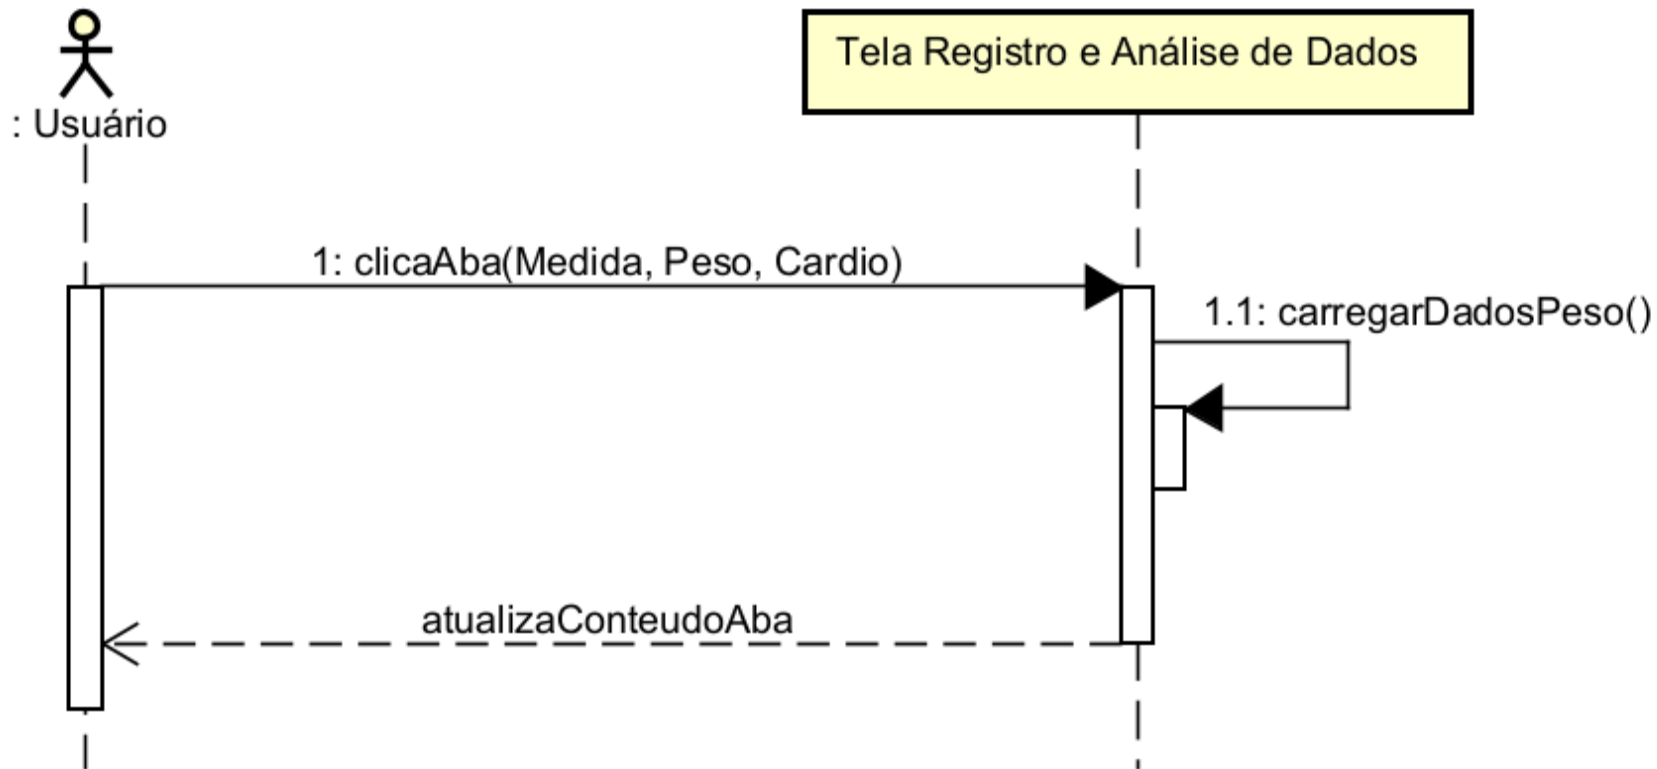 Tela Registro e Análise de Dados
: Usuário
1: clicaAba(Medida, Peso, Cardio)
1.1: carregarDadosPeso()
atualizaConteudoAba